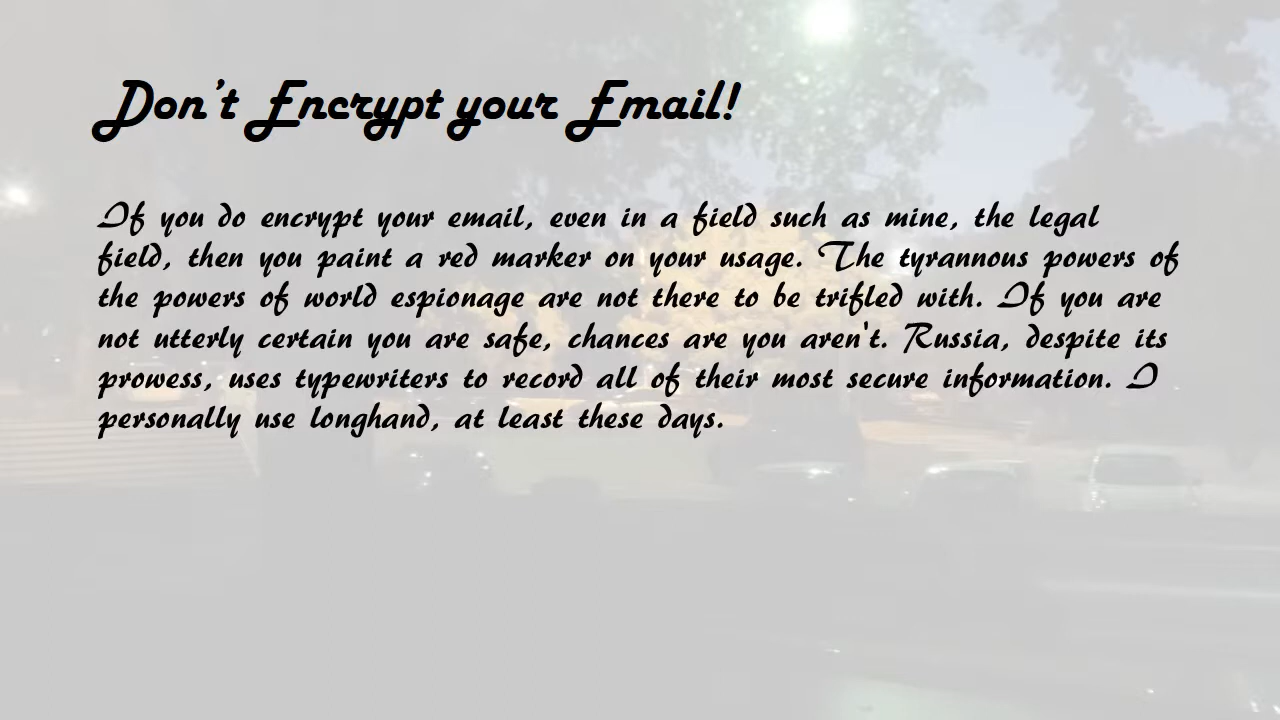 Don’t Encrypt your Email!
If you do encrypt your email, even in a field such as mine, the legal
field, then you paint a red marker on your usage. The tyrannous powers of
the powers of world espionage are not there to be trifled with. If you are
not utterly certain you are safe, chances are you aren't. Russia, despite its
prowess, uses typewriters to record all of their most secure information. I
personally use longhand, at least these days.